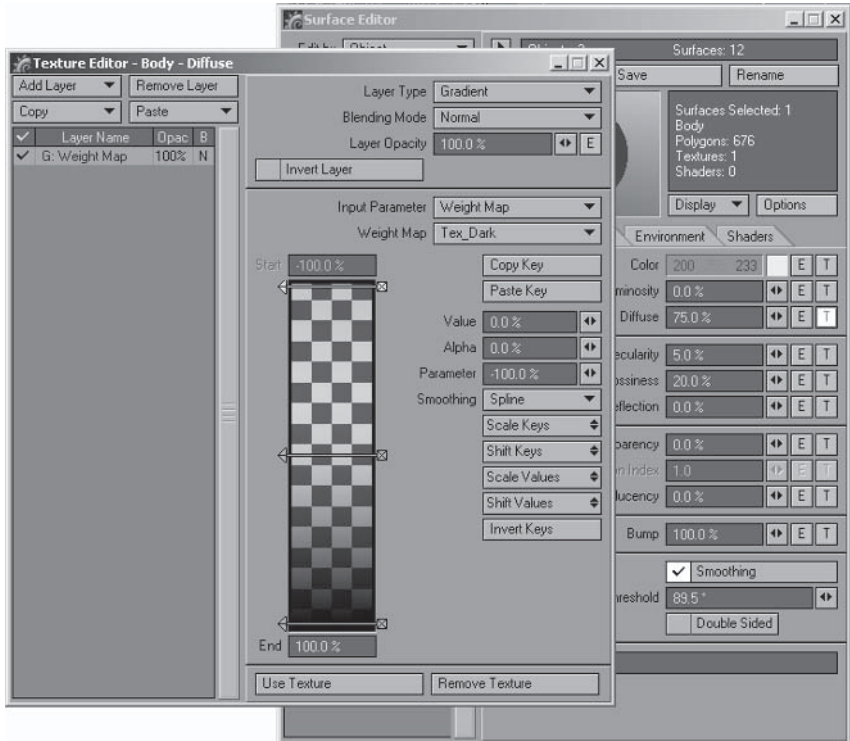 Surface Editor
Surfaces: 12
Save Rename
Surfaces Selected: 1
Body
Polygons: 676
Textures: 1
Shaders: 0
Display Options
Environment Shaders
Color 200 233 E T
minosity 0.0 % E T
Diffuse 75.0 % E T
ecularity 5.0 % E T
ossiness 20.0 % E T
eflection 0.0 % E T
parency 0.0 % E T
on Index 1.0 E T
lucency 0.0 % E T
Bump 100.0 % E T
Smoothing
hreshold 89.5 °
Double Sided
Texture Editor - Body - Diffuse
Add Layer Remove Layer
Copy Paste
Layer Name Opac B
G: Weight Map 100% N
Layer Type Gradient
Blending Mode Normal
Layer Opacity 100.0 % E
Invert Layer
Input Parameter Weight Map
Weight Map Tex_Dark
Start -100.0 % Copy Key
Paste Key
Value 0.0 %
Alpha 0.0 %
Parameter -100.0 %
Smoothing Spline
Scale Keys
Shift Keys
Scale Values
Shift Values
Invert Keys
End 100.0 %
Use Texture Remove Texture